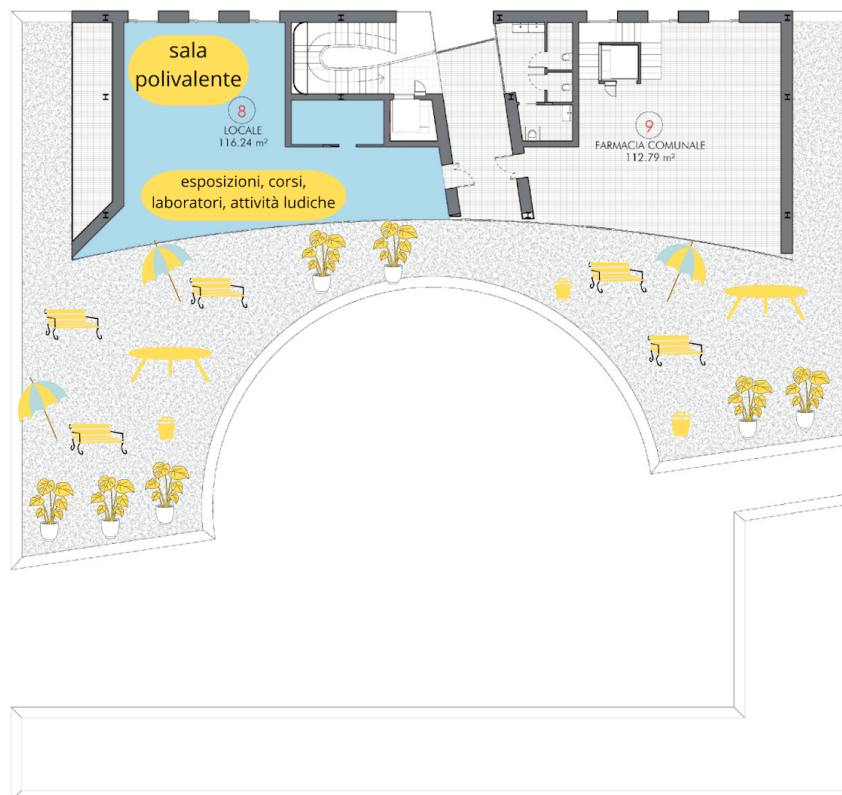 sala
polivalente
8
LOCALE
116.24 m²
esposizioni, corsi,
laboratori, attività ludiche
9
FARMACIA COMUNALE
112.79 m²